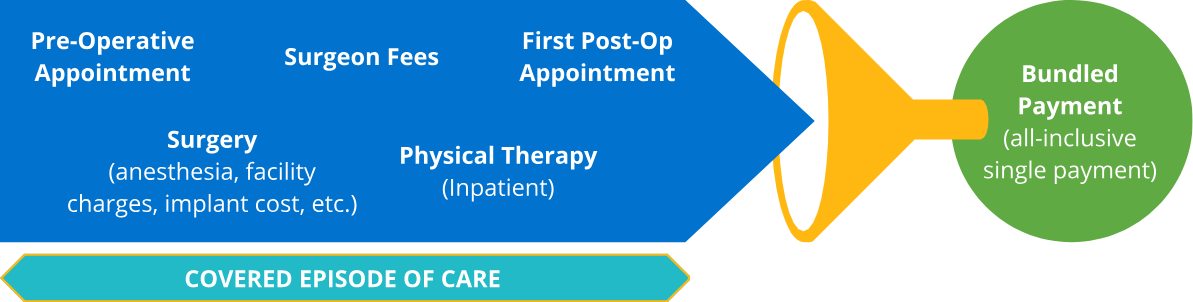 Pre-Operative
Appointment
Surgeon Fees
First Post-Op
Appointment
Surgery
(anesthesia, facility
charges, implant cost, etc.)
Physical Therapy
(Inpatient)
Bundled
Payment
(all-inclusive
single payment)
COVERED EPISODE OF CARE